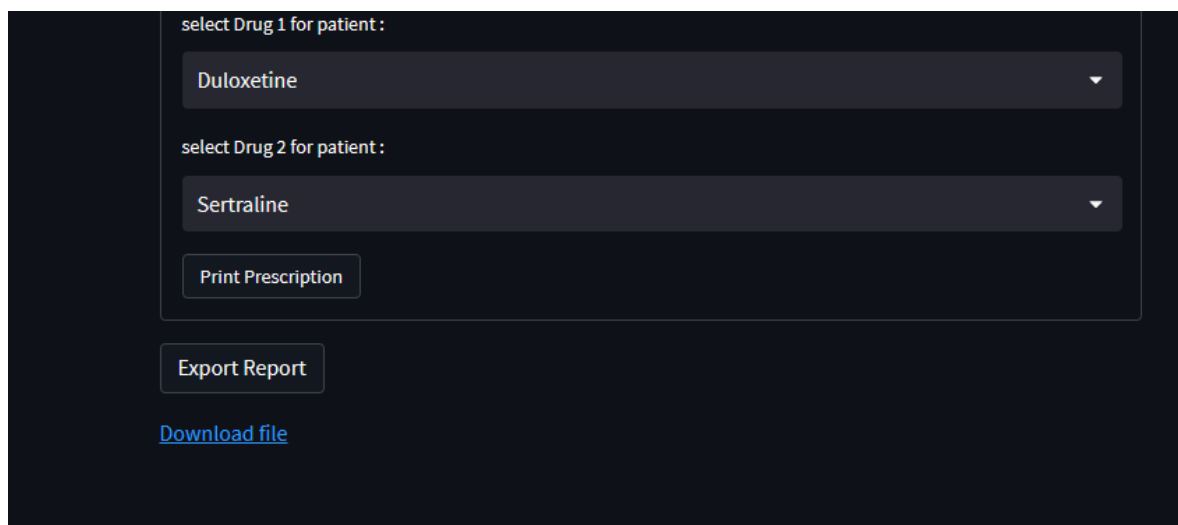 select Drug 1 for patient :
Duloxetine
select Drug 2 for patient :
Sertraline
Print Prescription
Export Report
Download file